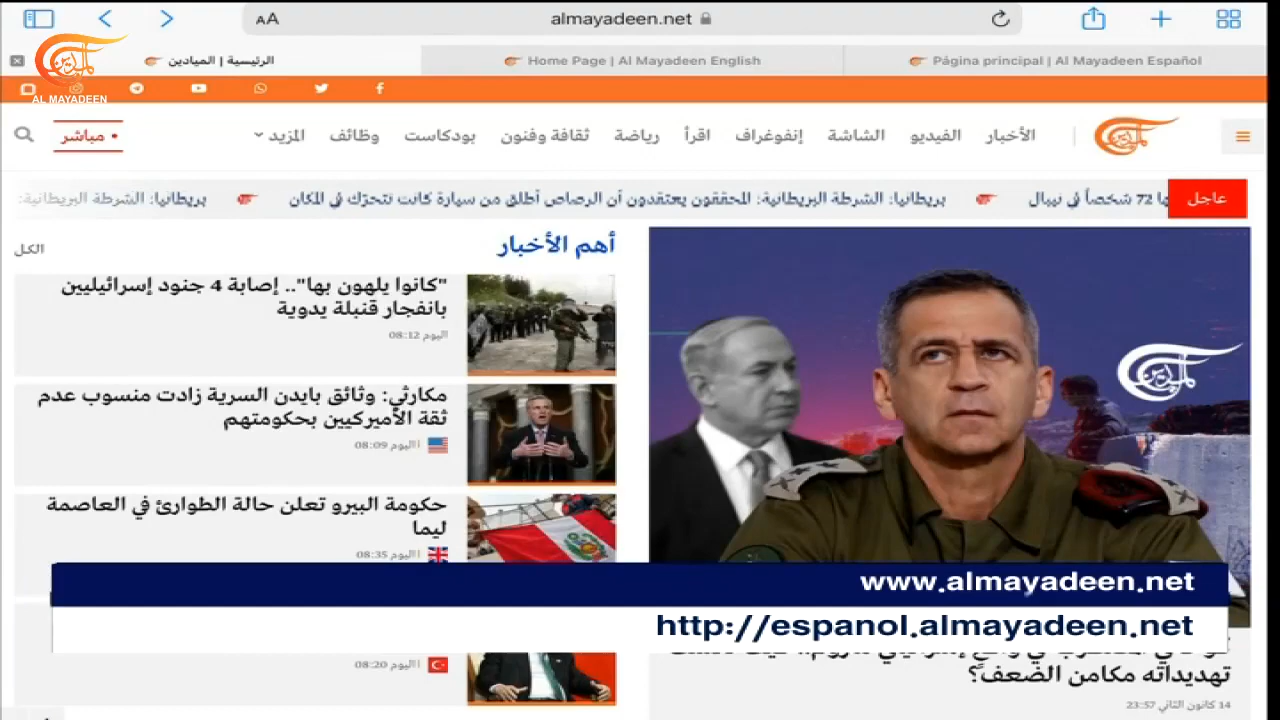 AA
almayadeen.net
الرئيسية | الميادين
Home Page | Al Mayadeen English
Página principal | Al Mayadeen Español
AL MAYADEEN
الأخبار
الفيديو
الشاشة
إنفوغراف
اقرأ
رياضة
ثقافة وفنون
بودكاست
وظائف
المزيد
• مباشر
عاجل
72 شخصاً في نيبال
بريطانيا: الشرطة البريطانية: المحققون يعتقدون أن الرصاص أطلق من سيارة كانت تتحرّك في المكان
بريطانيا: الشرطة البريطانية:
أهم الأخبار
الكل
"كانوا يلهون بها".. إصابة 4 جنود إسرائيليين
بانفجار قنبلة يدوية
اليوم 08:12
مكارثي: وثائق بايدن السرية زادت منسوب عدم
ثقة الأميركيين بحكومتهم
اليوم 08:09
حكومة البيرو تعلن حالة الطوارئ في العاصمة
ليما
اليوم 08:35
www.almayadeen.net
http://espanol.almayadeen.net
اليوم 08:20
تهديداته مكامن الضعف؟
14 كانون الثاني 23:57